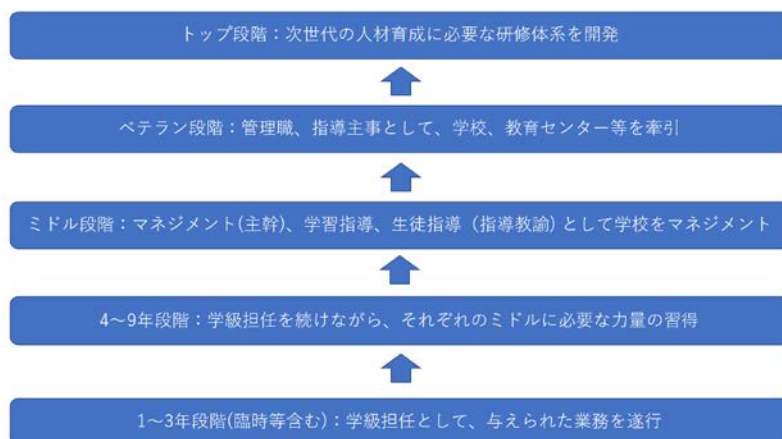 トップ段階：次世代の人材育成に必要な研修体系を開発
ベテラン段階：管理職、指導主事として、学校、教育センター等を牽引
ミドル段階：マネジメント(主幹)、学習指導、生徒指導（指導教諭）として学校をマネジメント
4～9年段階：学級担任を続けながら、それぞれのミドルに必要な力量の習得
1～3年段階(臨時等含む)：学級担任として、与えられた業務を遂行